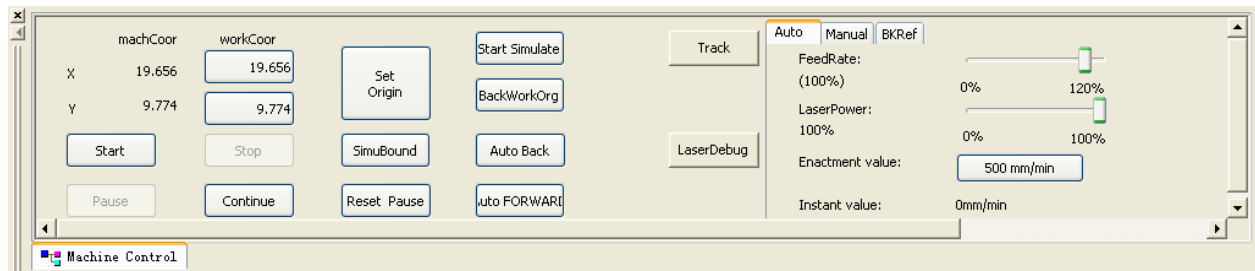 machCoor workCoor
X 19.656 19.656
Y 9.774 9.774
Set
Origin
Start Simulate
BackWorkOrg
Track
Start Stop SimuBound Auto Back LaserDebug
Pause Continue Reset Pause uto FORWARD
Auto Manual BKRef
FeedRate:
(100%) 0% 120%
LaserPower:
100% 0% 100%
Enactment value: 500 mm/min
Instant value: 0mm/min
Machine Control